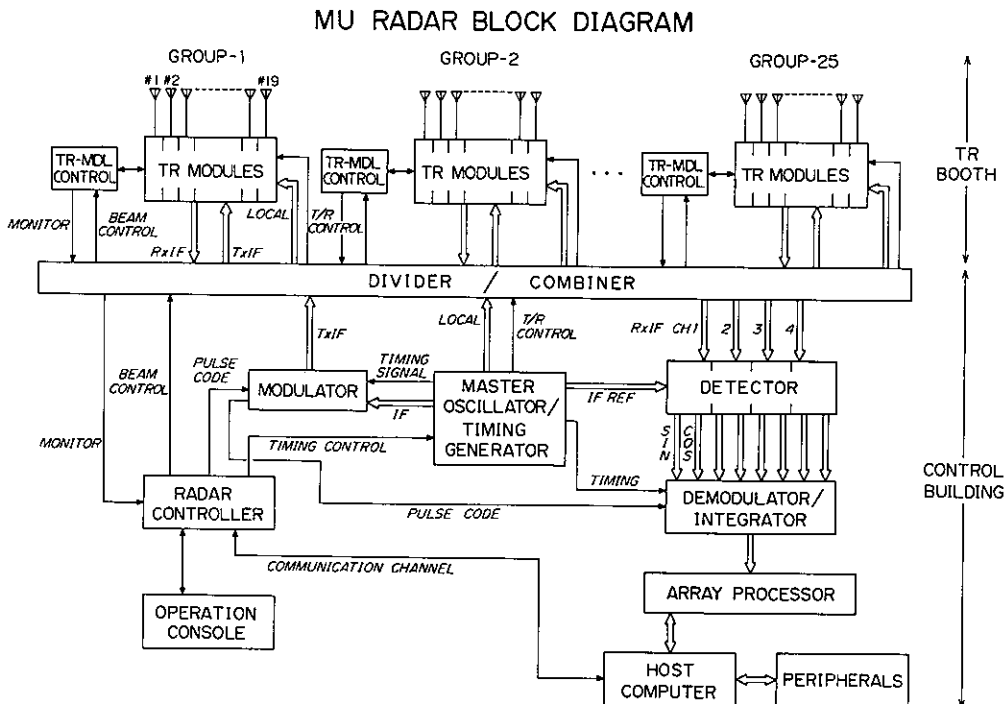 MU RADAR BLOCK DIAGRAM
GROUP-1
GROUP-2
GROUP-25
#1 #2 #19
TR-MDL
CONTROL
TR MODULES
TR-MDL
CONTROL
TR MODULES
. . .
TR-MDL
CONTROL
TR MODULES
TR
BOOTH
MONITOR
BEAM
CONTROL
RxIF
TxIF
LOCAL
T/R
CONTROL
DIVIDER / COMBINER
TxIF
LOCAL
T/R
CONTROL
RxIF CH1 2 3 4
BEAM
CONTROL
PULSE
CODE
MODULATOR
TIMING
SIGNAL
IF
MASTER
OSCILLATOR/
TIMING
GENERATOR
IF REF
DETECTOR
MONITOR
TIMING CONTROL
SIN
COS
TIMING
RADAR
CONTROLLER
PULSE CODE
DEMODULATOR/
INTEGRATOR
CONTROL
BUILDING
COMMUNICATION CHANNEL
ARRAY PROCESSOR
OPERATION
CONSOLE
HOST
COMPUTER
PERIPHERALS